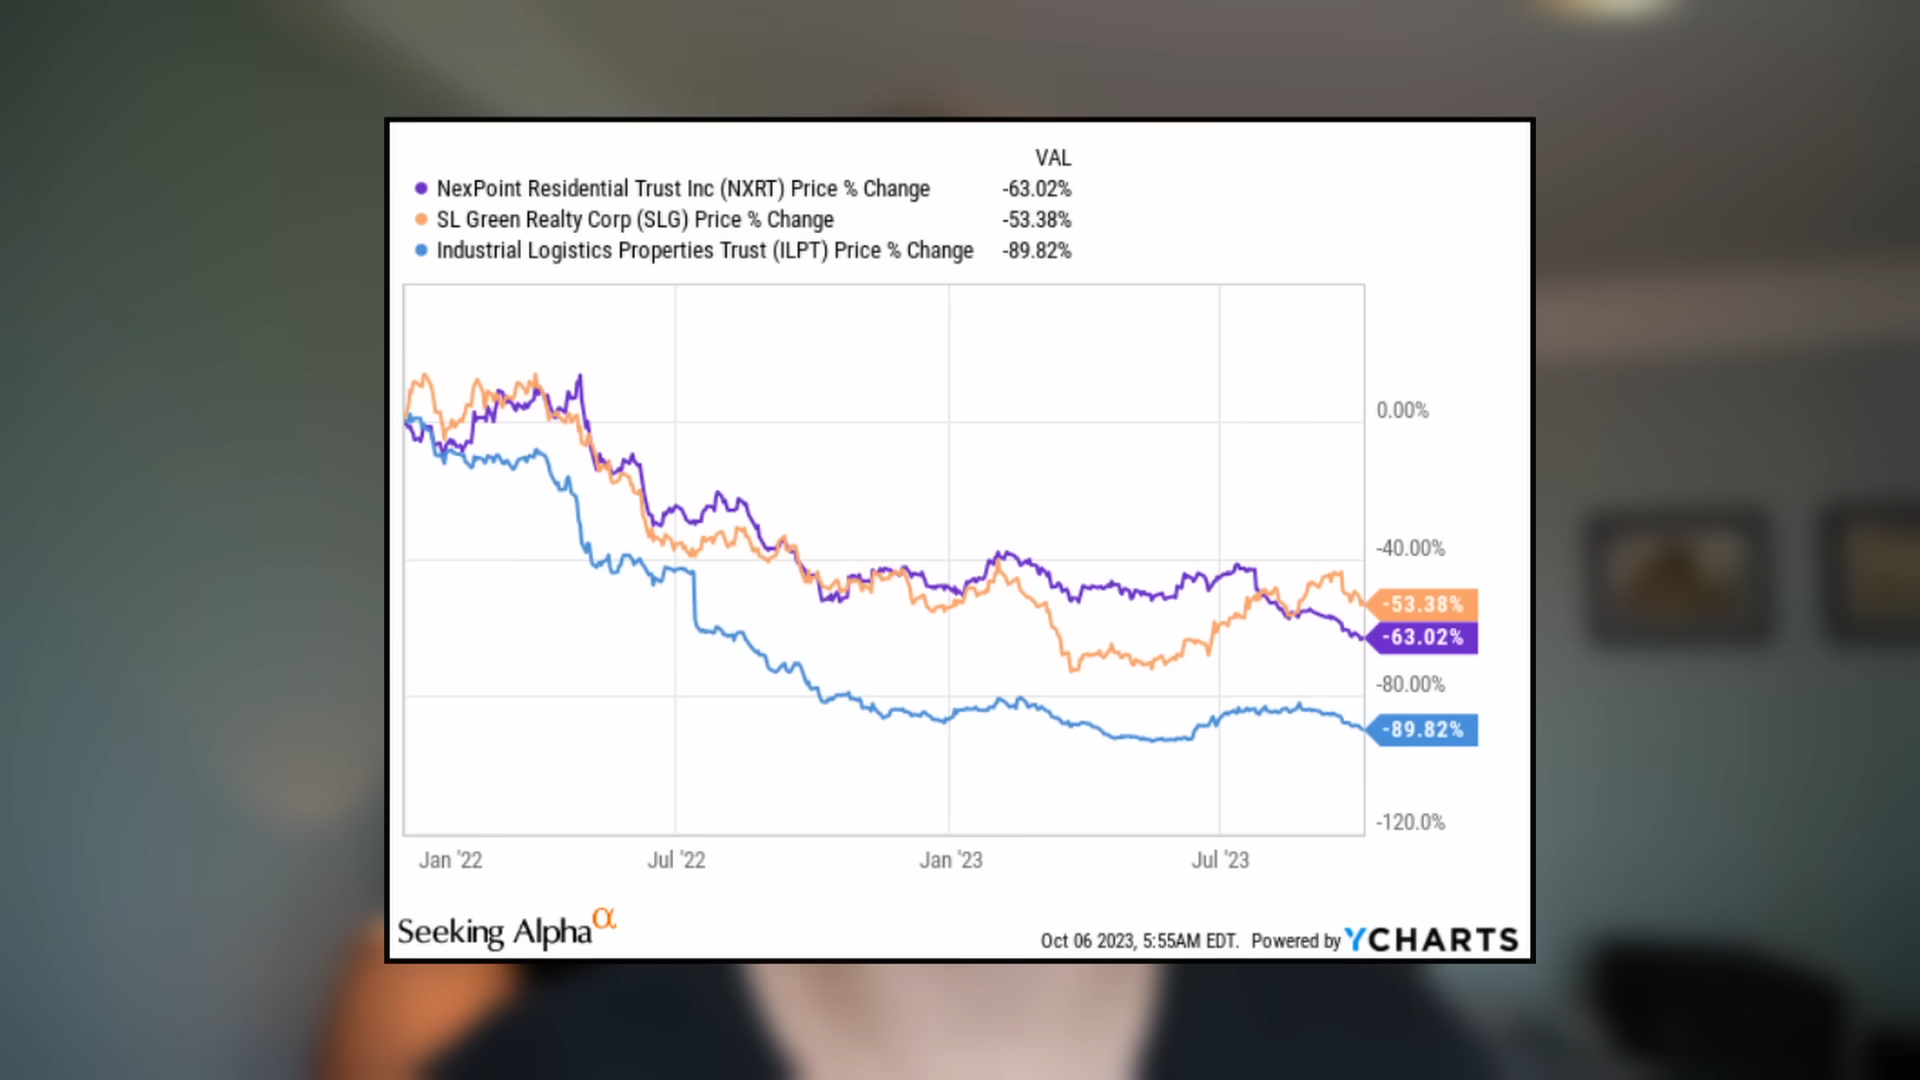 VAL
NexPoint Residential Trust Inc (NXRT) Price % Change -63.02%
SL Green Realty Corp (SLG) Price % Change -53.38%
Industrial Logistics Properties Trust (ILPT) Price % Change -89.82%
0.00%
-40.00%
-53.38%
-63.02%
-80.00%
-89.82%
-120.0%
Jan '22 Jul '22 Jan '23 Jul '23
Seeking Alpha α
Oct 06 2023, 5:55AM EDT. Powered by YCHARTS